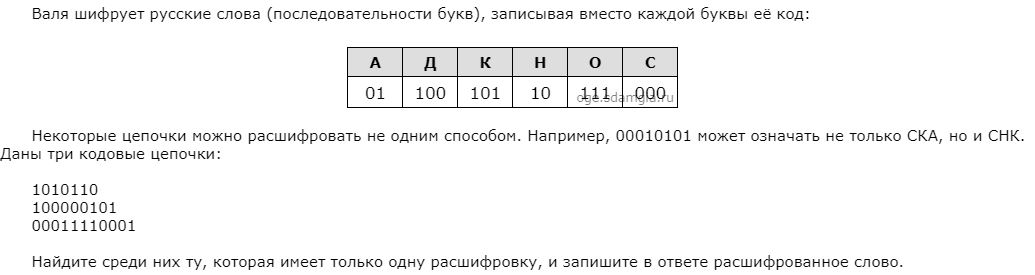 Валя шифрует русские слова (последовательности букв), записывая вместо каждой буквы её код:
А Д К Н О С
01 100 101 10 111 000
oge.sdamgia.ru
Некоторые цепочки можно расшифровать не одним способом. Например, 00010101 может означать не только СКА, но и СНК.
Даны три кодовые цепочки:
1010110
100000101
00011110001
Найдите среди них ту, которая имеет только одну расшифровку, и запишите в ответе расшифрованное слово.